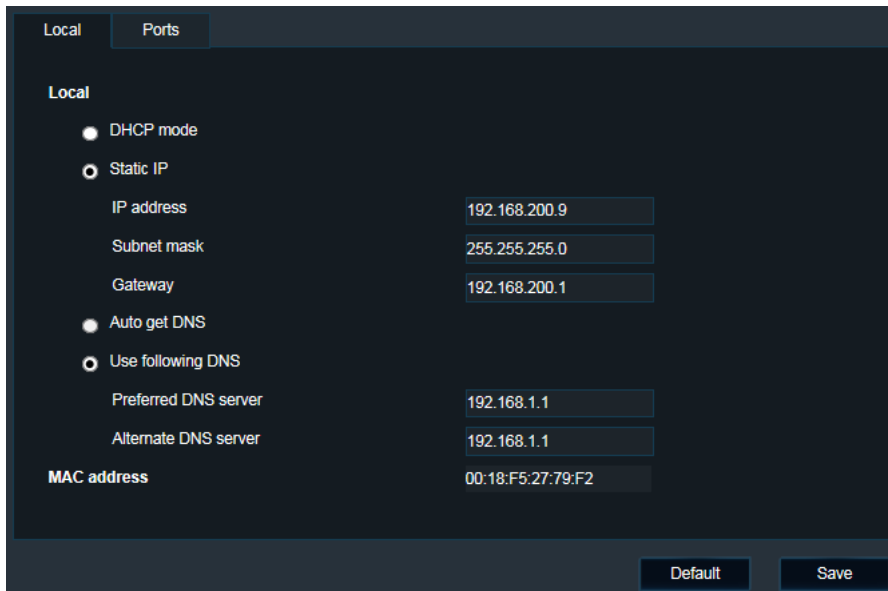 Local Ports
Local
DHCP mode
Static IP
IP address 192.168.200.9
Subnet mask 255.255.255.0
Gateway 192.168.200.1
Auto get DNS
Use following DNS
Preferred DNS server 192.168.1.1
Alternate DNS server 192.168.1.1
MAC address 00:18:F5:27:79:F2
Default Save